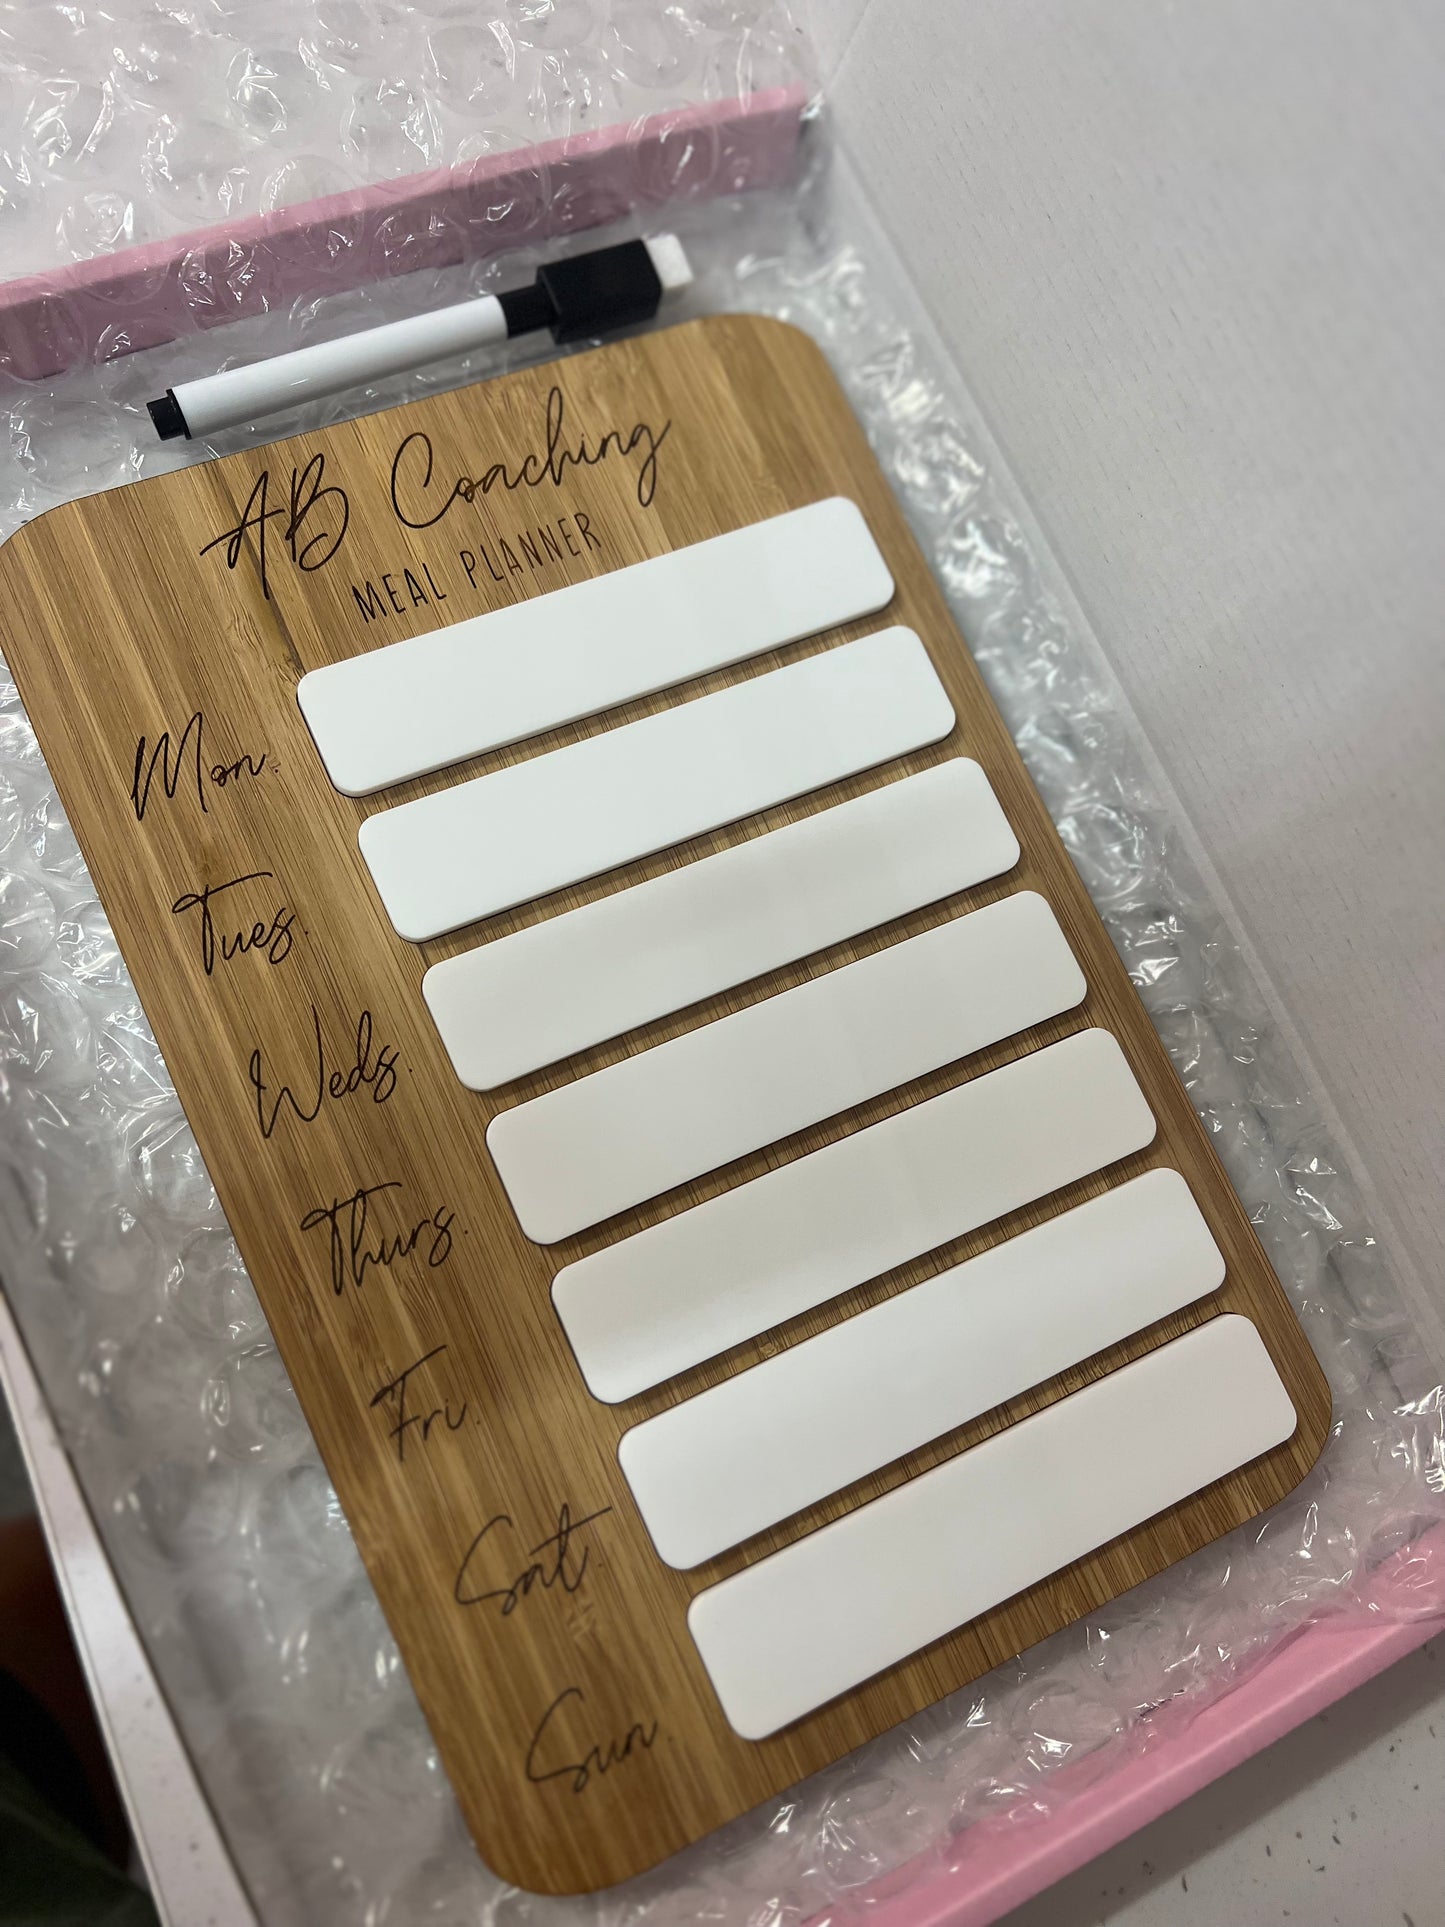 AB Coaching
MEAL PLANNER
Mon.
Tues.
Weds.
Thurs.
Fri.
Sat.
Sun.